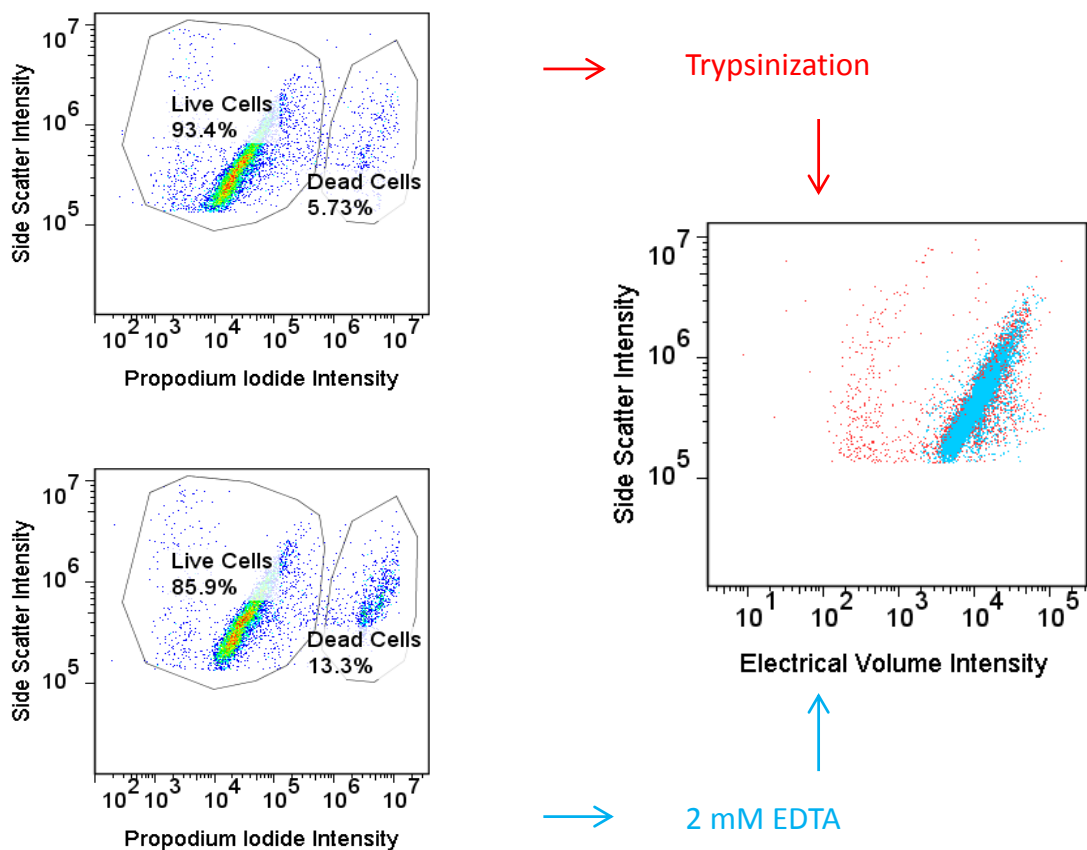 10^7
10^6
10^5
Side Scatter Intensity
Live Cells
93.4%
Dead Cells
5.73%
10^2 10^3 10^4 10^5 10^6 10^7
Propodium Iodide Intensity
Trypsinization
10^7
10^6
10^5
Side Scatter Intensity
10^1 10^2 10^3 10^4 10^5
Electrical Volume Intensity
10^7
10^6
10^5
Side Scatter Intensity
Live Cells
85.9%
Dead Cells
13.3%
10^2 10^3 10^4 10^5 10^6 10^7
Propodium Iodide Intensity
2 mM EDTA